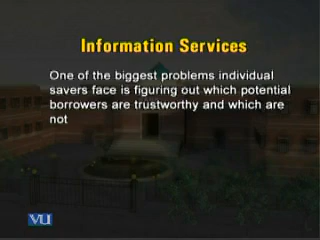 Information Services
One of the biggest problems individual
savers face is figuring out which potential
borrowers are trustworthy and which are
not
VU